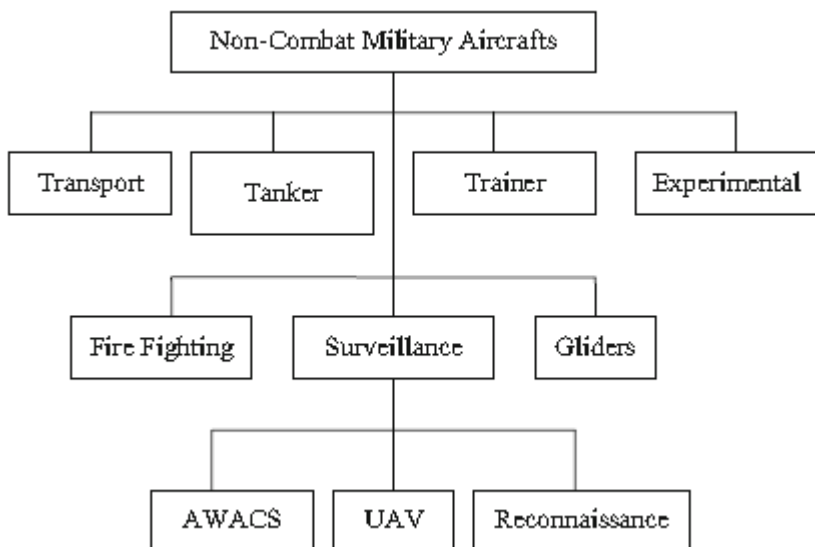 Non-Combat Military Aircrafts
Transport
Tanker
Trainer
Experimental
Fire Fighting
Surveillance
Gliders
AWACS
UAV
Reconnaissance